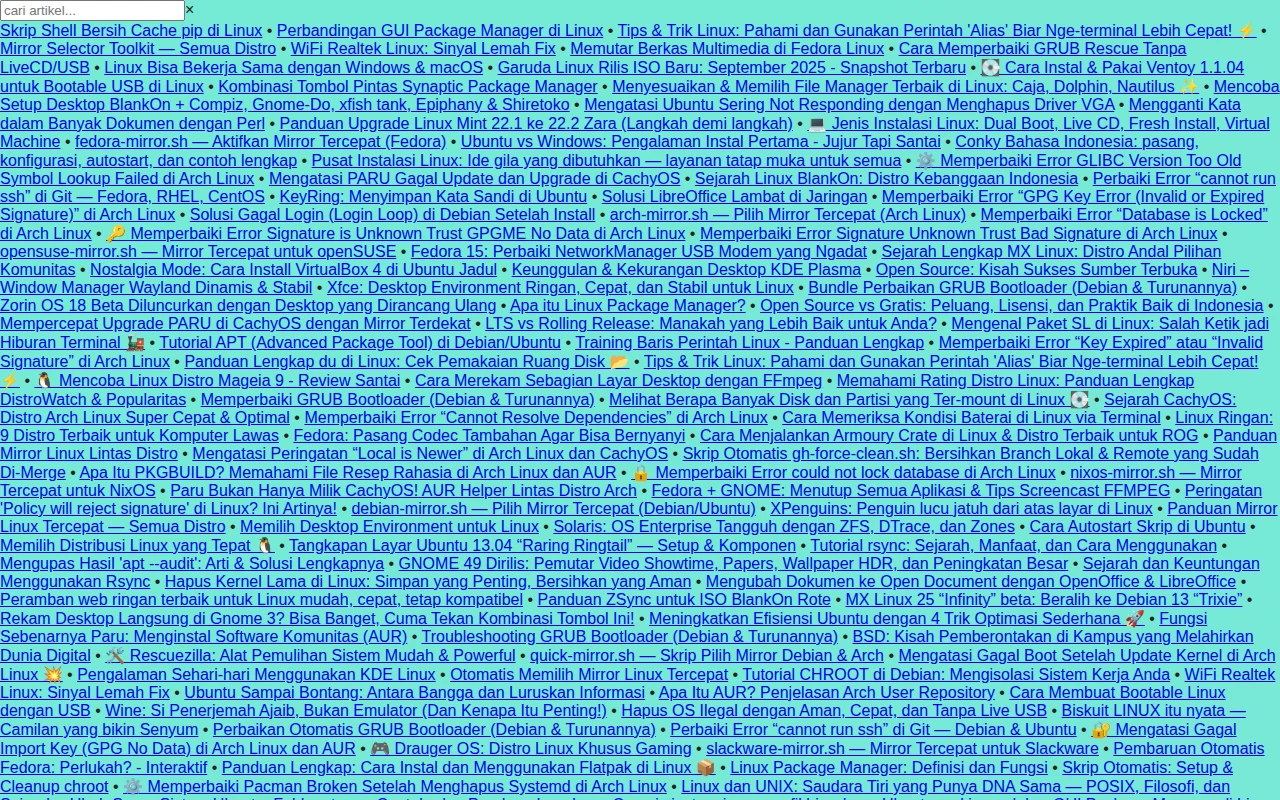 cari artikel... ×
Skrip Shell Bersih Cache pip di Linux • Perbandingan GUI Package Manager di Linux • Tips & Trik Linux: Pahami dan Gunakan Perintah 'Alias' Biar Nge-terminal Lebih Cepat! ⚡ •
Mirror Selector Toolkit — Semua Distro • WiFi Realtek Linux: Sinyal Lemah Fix • Memutar Berkas Multimedia di Fedora Linux • Cara Memperbaiki GRUB Rescue Tanpa
LiveCD/USB • Linux Bisa Bekerja Sama dengan Windows & macOS • Garuda Linux Rilis ISO Baru: September 2025 - Snapshot Terbaru • 💽 Cara Instal & Pakai Ventoy 1.1.04
untuk Bootable USB di Linux • Kombinasi Tombol Pintas Synaptic Package Manager • Menyesuaikan & Memilih File Manager Terbaik di Linux: Caja, Dolphin, Nautilus ✨ • Mencoba
Setup Desktop BlankOn + Compiz, Gnome-Do, xfish tank, Epiphany & Shiretoko • Mengatasi Ubuntu Sering Not Responding dengan Menghapus Driver VGA • Mengganti Kata
dalam Banyak Dokumen dengan Perl • Panduan Upgrade Linux Mint 22.1 ke 22.2 Zara (Langkah demi langkah) • 💻 Jenis Instalasi Linux: Dual Boot, Live CD, Fresh Install, Virtual
Machine • fedora-mirror.sh — Aktifkan Mirror Tercepat (Fedora) • Ubuntu vs Windows: Pengalaman Instal Pertama - Jujur Tapi Santai • Conky Bahasa Indonesia: pasang,
konfigurasi, autostart, dan contoh lengkap • Pusat Instalasi Linux: Ide gila yang dibutuhkan — layanan tatap muka untuk semua • ⚙️ Memperbaiki Error GLIBC Version Too Old
Symbol Lookup Failed di Arch Linux • Mengatasi PARU Gagal Update dan Upgrade di CachyOS • Sejarah Linux BlankOn: Distro Kebanggaan Indonesia • Perbaiki Error “cannot run
ssh” di Git — Fedora, RHEL, CentOS • KeyRing: Menyimpan Kata Sandi di Ubuntu • Solusi LibreOffice Lambat di Jaringan • Memperbaiki Error “GPG Key Error (Invalid or Expired
Signature)” di Arch Linux • Solusi Gagal Login (Login Loop) di Debian Setelah Install • arch-mirror.sh — Pilih Mirror Tercepat (Arch Linux) • Memperbaiki Error “Database is Locked”
di Arch Linux • 🔑 Memperbaiki Error Signature is Unknown Trust GPGME No Data di Arch Linux • Memperbaiki Error Signature Unknown Trust Bad Signature di Arch Linux •
opensuse-mirror.sh — Mirror Tercepat untuk openSUSE • Fedora 15: Perbaiki NetworkManager USB Modem yang Ngadat • Sejarah Lengkap MX Linux: Distro Andal Pilihan
Komunitas • Nostalgia Mode: Cara Install VirtualBox 4 di Ubuntu Jadul • Keunggulan & Kekurangan Desktop KDE Plasma • Open Source: Kisah Sukses Sumber Terbuka • Niri –
Window Manager Wayland Dinamis & Stabil • Xfce: Desktop Environment Ringan, Cepat, dan Stabil untuk Linux • Bundle Perbaikan GRUB Bootloader (Debian & Turunannya) •
Zorin OS 18 Beta Diluncurkan dengan Desktop yang Dirancang Ulang • Apa itu Linux Package Manager? • Open Source vs Gratis: Peluang, Lisensi, dan Praktik Baik di Indonesia •
Mempercepat Upgrade PARU di CachyOS dengan Mirror Terdekat • LTS vs Rolling Release: Manakah yang Lebih Baik untuk Anda? • Mengenal Paket SL di Linux: Salah Ketik jadi
Hiburan Terminal 🚂 • Tutorial APT (Advanced Package Tool) di Debian/Ubuntu • Training Baris Perintah Linux - Panduan Lengkap • Memperbaiki Error “Key Expired” atau “Invalid
Signature” di Arch Linux • Panduan Lengkap du di Linux: Cek Pemakaian Ruang Disk 📂 • Tips & Trik Linux: Pahami dan Gunakan Perintah 'Alias' Biar Nge-terminal Lebih Cepat!
⚡ • 🐧 Mencoba Linux Distro Mageia 9 - Review Santai • Cara Merekam Sebagian Layar Desktop dengan FFmpeg • Memahami Rating Distro Linux: Panduan Lengkap
DistroWatch & Popularitas • Memperbaiki GRUB Bootloader (Debian & Turunannya) • Melihat Berapa Banyak Disk dan Partisi yang Ter-mount di Linux 💽 • Sejarah CachyOS:
Distro Arch Linux Super Cepat & Optimal • Memperbaiki Error “Cannot Resolve Dependencies” di Arch Linux • Cara Memeriksa Kondisi Baterai di Linux via Terminal • Linux Ringan:
9 Distro Terbaik untuk Komputer Lawas • Fedora: Pasang Codec Tambahan Agar Bisa Bernyanyi • Cara Menjalankan Armoury Crate di Linux & Distro Terbaik untuk ROG • Panduan
Mirror Linux Lintas Distro • Mengatasi Peringatan “Local is Newer” di Arch Linux dan CachyOS • Skrip Otomatis gh-force-clean.sh: Bersihkan Branch Lokal & Remote yang Sudah
Di-Merge • Apa Itu PKGBUILD? Memahami File Resep Rahasia di Arch Linux dan AUR • 🔒 Memperbaiki Error could not lock database di Arch Linux • nixos-mirror.sh — Mirror
Tercepat untuk NixOS • Paru Bukan Hanya Milik CachyOS! AUR Helper Lintas Distro Arch • Fedora + GNOME: Menutup Semua Aplikasi & Tips Screencast FFMPEG • Peringatan
'Policy will reject signature' di Linux? Ini Artinya! • debian-mirror.sh — Pilih Mirror Tercepat (Debian/Ubuntu) • XPenguins: Penguin lucu jatuh dari atas layar di Linux • Panduan Mirror
Linux Tercepat — Semua Distro • Memilih Desktop Environment untuk Linux • Solaris: OS Enterprise Tangguh dengan ZFS, DTrace, dan Zones • Cara Autostart Skrip di Ubuntu •
Memilih Distribusi Linux yang Tepat 🐧 • Tangkapan Layar Ubuntu 13.04 “Raring Ringtail” — Setup & Komponen • Tutorial rsync: Sejarah, Manfaat, dan Cara Menggunakan •
Mengupas Hasil 'apt --audit': Arti & Solusi Lengkapnya • GNOME 49 Dirilis: Pemutar Video Showtime, Papers, Wallpaper HDR, dan Peningkatan Besar • Sejarah dan Keuntungan
Menggunakan Rsync • Hapus Kernel Lama di Linux: Simpan yang Penting, Bersihkan yang Aman • Mengubah Dokumen ke Open Document dengan OpenOffice & LibreOffice •
Peramban web ringan terbaik untuk Linux mudah, cepat, tetap kompatibel • Panduan ZSync untuk ISO BlankOn Rote • MX Linux 25 “Infinity” beta: Beralih ke Debian 13 “Trixie” •
Rekam Desktop Langsung di Gnome 3? Bisa Banget, Cuma Tekan Kombinasi Tombol Ini! • Meningkatkan Efisiensi Ubuntu dengan 4 Trik Optimasi Sederhana 🚀 • Fungsi
Sebenarnya Paru: Menginstal Software Komunitas (AUR) • Troubleshooting GRUB Bootloader (Debian & Turunannya) • BSD: Kisah Pemberontakan di Kampus yang Melahirkan
Dunia Digital • 🛠️ Rescuezilla: Alat Pemulihan Sistem Mudah & Powerful • quick-mirror.sh — Skrip Pilih Mirror Debian & Arch • Mengatasi Gagal Boot Setelah Update Kernel di Arch
Linux 💥 • Pengalaman Sehari-hari Menggunakan KDE Linux • Otomatis Memilih Mirror Linux Tercepat • Tutorial CHROOT di Debian: Mengisolasi Sistem Kerja Anda • WiFi Realtek
Linux: Sinyal Lemah Fix • Ubuntu Sampai Bontang: Antara Bangga dan Luruskan Informasi • Apa Itu AUR? Penjelasan Arch User Repository • Cara Membuat Bootable Linux
dengan USB • Wine: Si Penerjemah Ajaib, Bukan Emulator (Dan Kenapa Itu Penting!) • Hapus OS Ilegal dengan Aman, Cepat, dan Tanpa Live USB • Biskuit LINUX itu nyata —
Camilan yang bikin Senyum • Perbaikan Otomatis GRUB Bootloader (Debian & Turunannya) • Perbaiki Error “cannot run ssh” di Git — Debian & Ubuntu • 🔐 Mengatasi Gagal
Import Key (GPG No Data) di Arch Linux dan AUR • 🎮 Drauger OS: Distro Linux Khusus Gaming • slackware-mirror.sh — Mirror Tercepat untuk Slackware • Pembaruan Otomatis
Fedora: Perlukah? - Interaktif • Panduan Lengkap: Cara Instal dan Menggunakan Flatpak di Linux 📦 • Linux Package Manager: Definisi dan Fungsi • Skrip Otomatis: Setup &
Cleanup chroot • ⚙️ Memperbaiki Pacman Broken Setelah Menghapus Systemd di Arch Linux • Linux dan UNIX: Saudara Tiri yang Punya DNA Sama — POSIX, Filosofi, dan